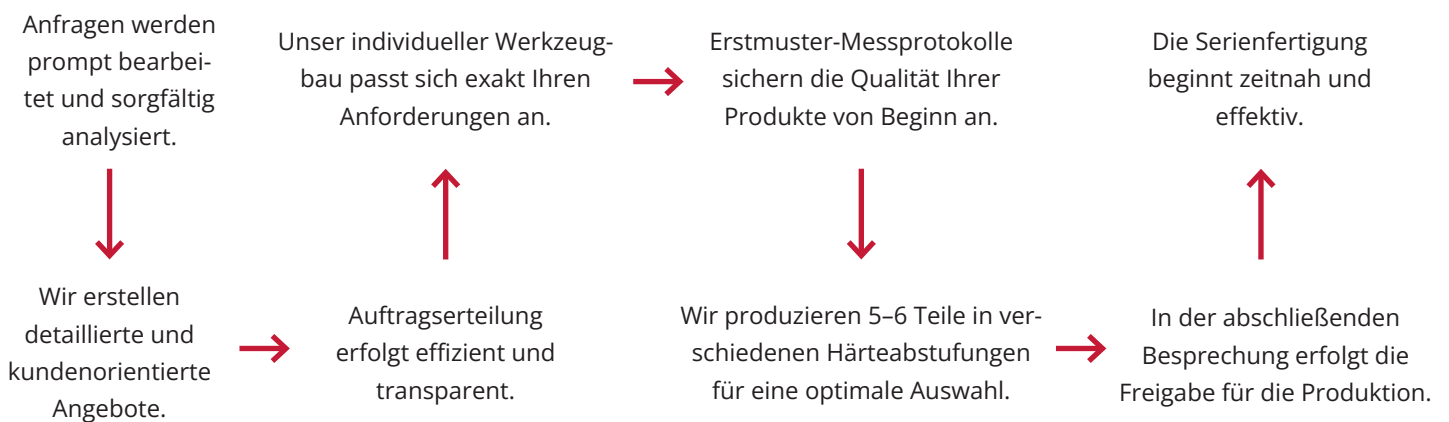 Anfragen werden
prompt bearbei-
tet und sorgfältig
analysiert.
Wir erstellen
detaillierte und
kundenorientierte
Angebote.
Auftragserteilung
erfolgt effizient und
transparent.
Unser individueller Werkzeug-
bau passt sich exakt Ihren
Anforderungen an.
Erstmuster-Messprotokolle
sichern die Qualität Ihrer
Produkte von Beginn an.
Wir produzieren 5–6 Teile in ver-
schiedenen Härteabstufungen
für eine optimale Auswahl.
In der abschließenden
Besprechung erfolgt die
Freigabe für die Produktion.
Die Serienfertigung
beginnt zeitnah und
effektiv.